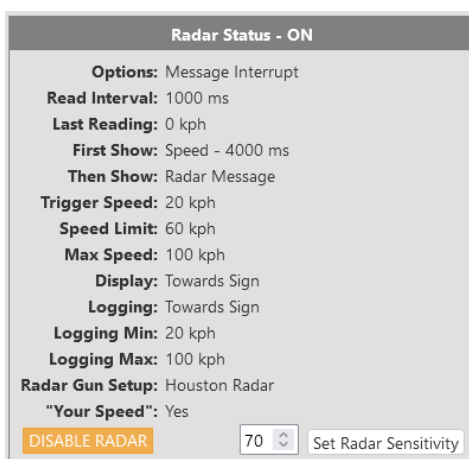 Radar Status - ON
Options: Message Interrupt
Read Interval: 1000 ms
Last Reading: 0 kph
First Show: Speed - 4000 ms
Then Show: Radar Message
Trigger Speed: 20 kph
Speed Limit: 60 kph
Max Speed: 100 kph
Display: Towards Sign
Logging: Towards Sign
Logging Min: 20 kph
Logging Max: 100 kph
Radar Gun Setup: Houston Radar
"Your Speed": Yes
DISABLE RADAR 70 Set Radar Sensitivity